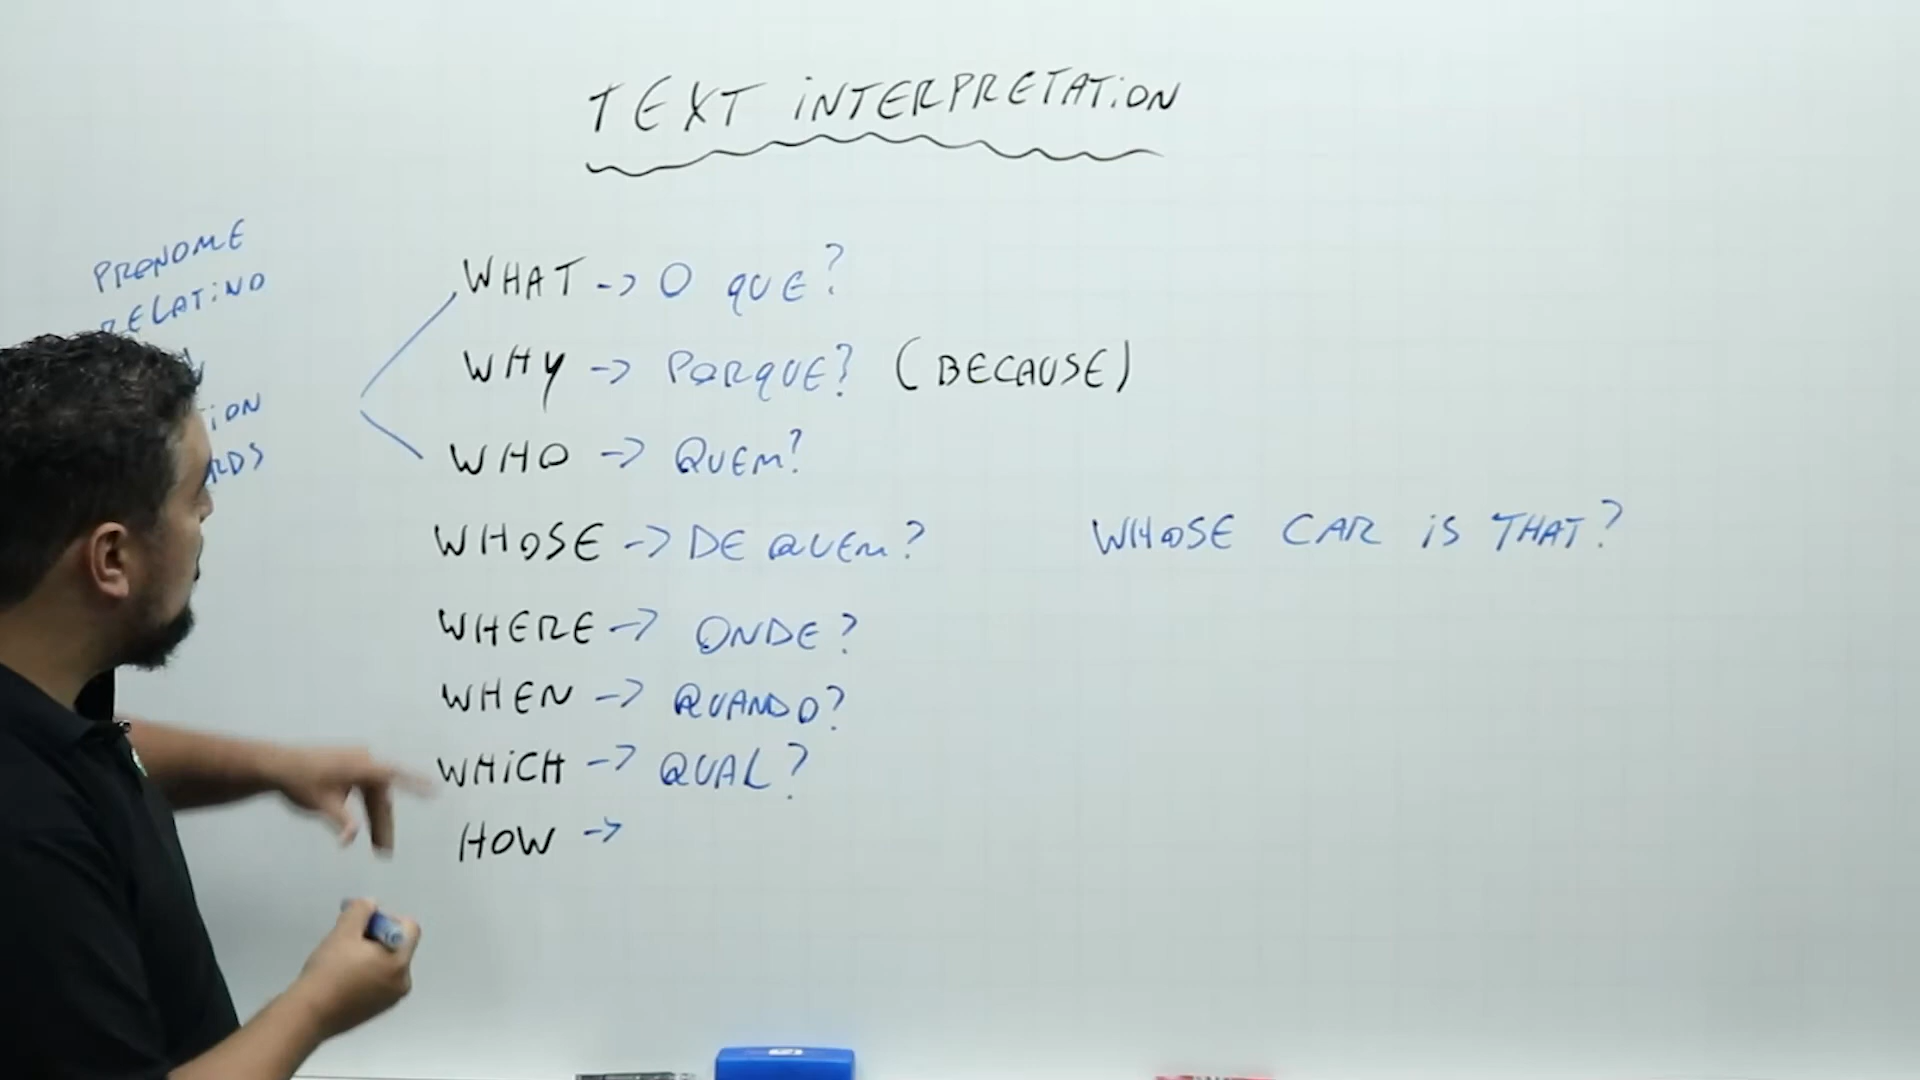 TEXT INTERPRETATION
PRONOME
RELATIVO
WHAT -> O QUE?
WHY -> PORQUE? (BECAUSE)
WHO -> QUEM?
WHOSE -> DE QUEM? WHOSE CAR IS THAT?
WHERE -> ONDE?
WHEN -> QUANDO?
WHICH -> QUAL?
HOW ->